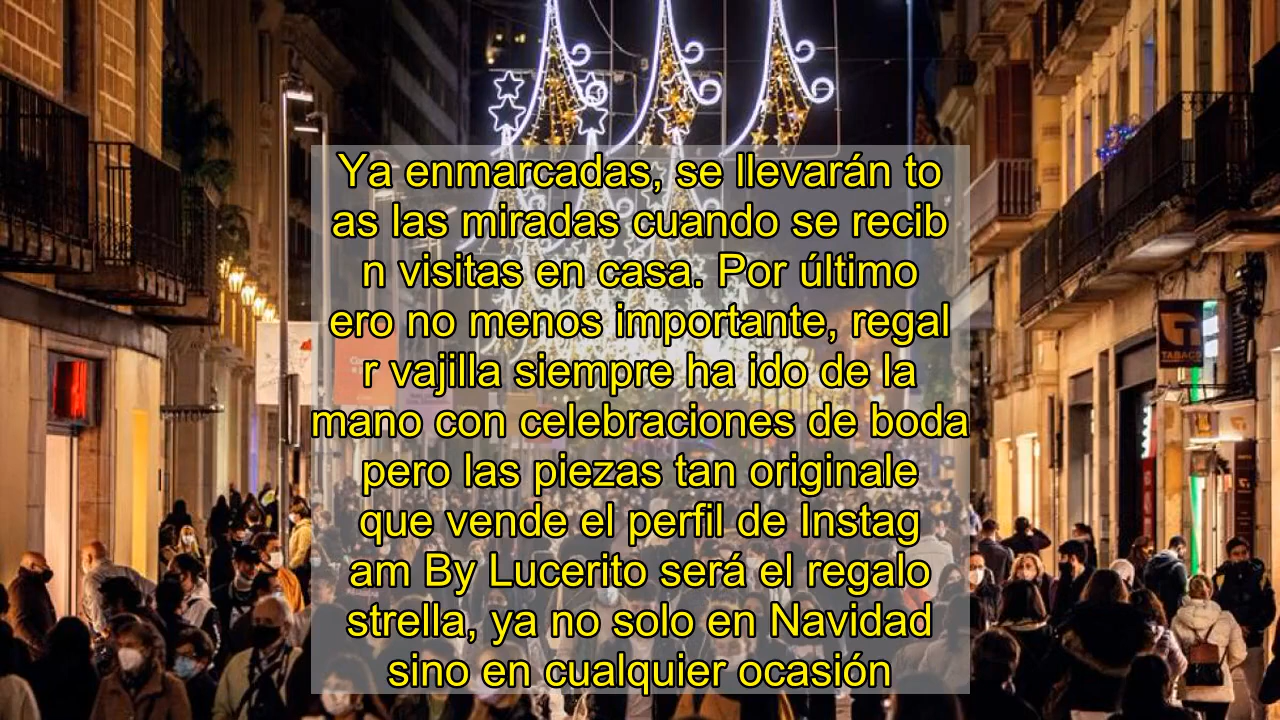 Ya enmarcadas, se llevarán to
as las miradas cuando se recib
n visitas en casa. Por último
ero no menos importante, regal
r vajilla siempre ha ido de la
mano con celebraciones de boda
pero las piezas tan originale
que vende el perfil de Instag
am By Lucerito será el regalo
strella, ya no solo en Navidad
sino en cualquier ocasión
TABACO